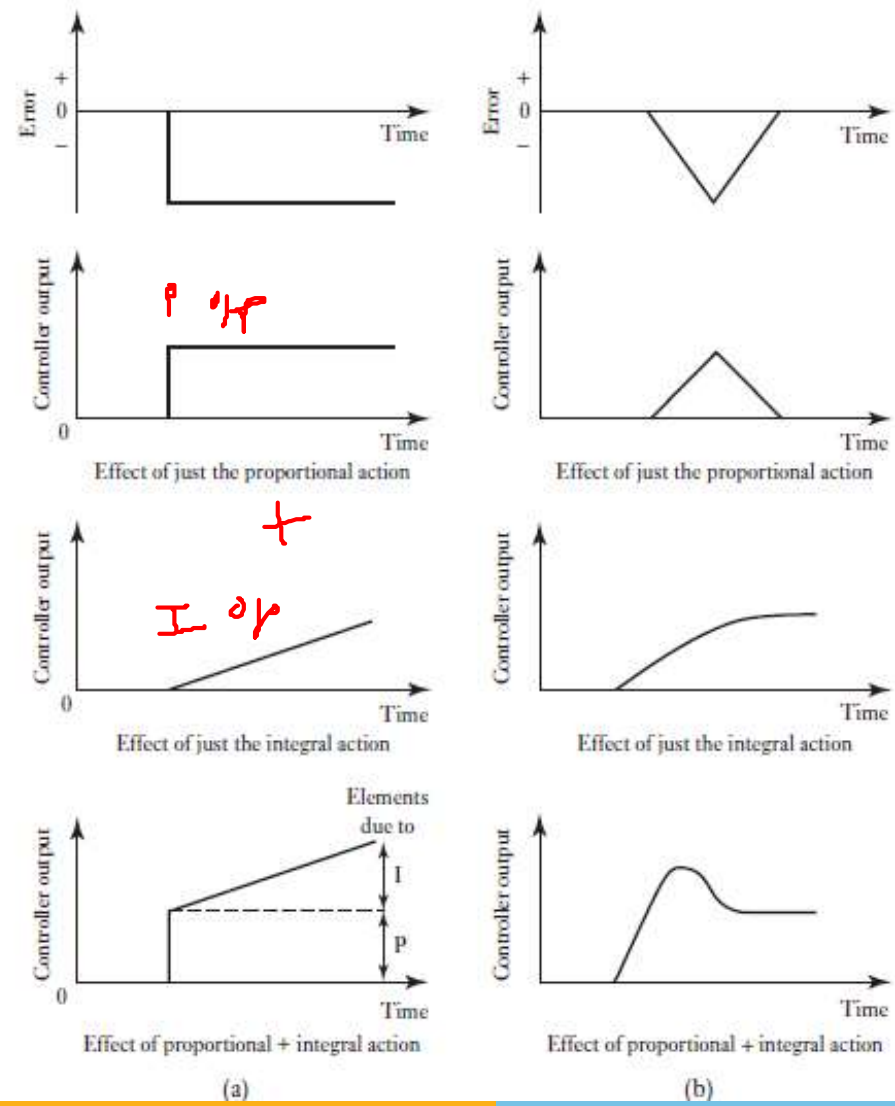 +
0
−
Error
Time
+
0
−
Error
Time
Controller output
P o/p
0
Time
Effect of just the proportional action
Controller output
Time
Effect of just the proportional action
+
Controller output
I o/p
0
Time
Effect of just the integral action
Controller output
Time
Effect of just the integral action
Elements
due to
I
P
Controller output
0
Time
Effect of proportional + integral action
(a)
Controller output
Time
Effect of proportional + integral action
(b)